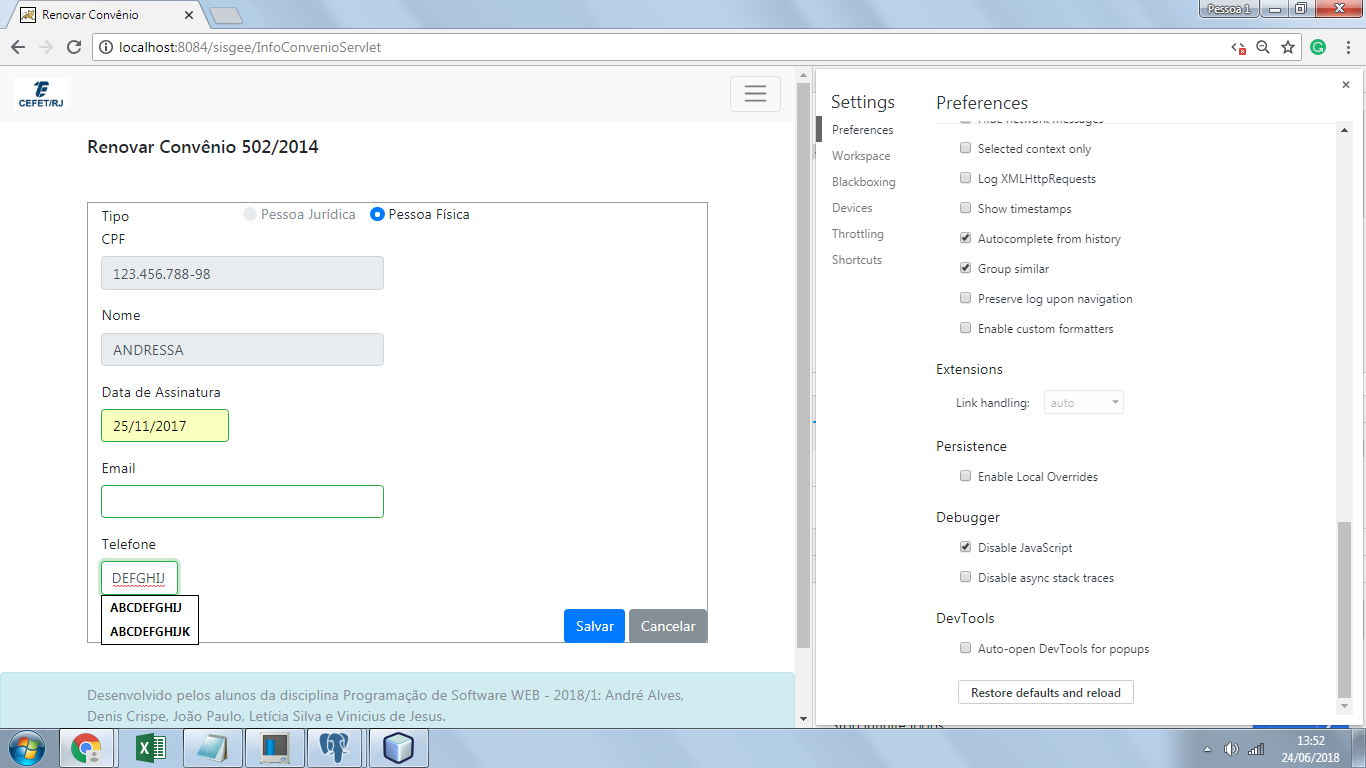 Renovar Convênio
Pessoa 1
localhost:8084/sisgee/InfoConvenioServlet
CEFET/RJ
Renovar Convênio 502/2014
Tipo
Pessoa Jurídica
Pessoa Física
CPF
123.456.788-98
Nome
ANDRESSA
Data de Assinatura
25/11/2017
Email
Telefone
DEFGHIJ
ABCDEFGHIJ
ABCDEFGHIJK
Salvar
Cancelar
Desenvolvido pelos alunos da disciplina Programação de Software WEB - 2018/1: André Alves,
Denis Crispe, João Paulo, Letícia Silva e Vinicius de Jesus.
Settings
Preferences
Workspace
Blackboxing
Devices
Throttling
Shortcuts
Preferences
Hide network messages
Selected context only
Log XMLHttpRequests
Show timestamps
Autocomplete from history
Group similar
Preserve log upon navigation
Enable custom formatters
Extensions
Link handling:
auto
Persistence
Enable Local Overrides
Debugger
Disable JavaScript
Disable async stack traces
DevTools
Auto-open DevTools for popups
Restore defaults and reload
13:52
24/06/2018